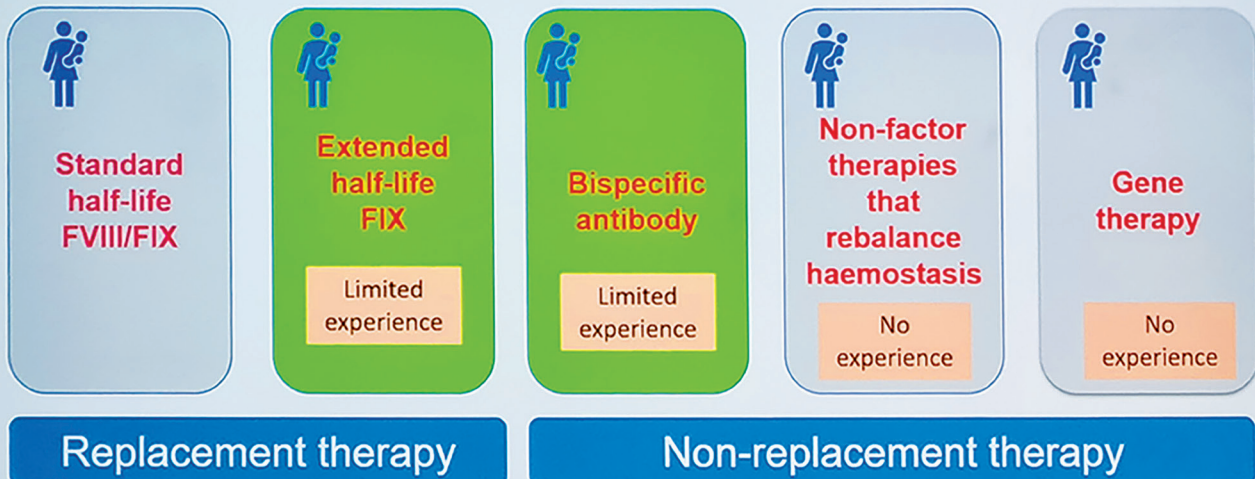 Standard
half-life
FVIII/FIX
Extended
half-life
FIX
Limited
experience
Bispecific
antibody
Limited
experience
Non-factor
therapies
that
rebalance
haemostasis
No
experience
Gene
therapy
No
experience
Replacement therapy
Non-replacement therapy